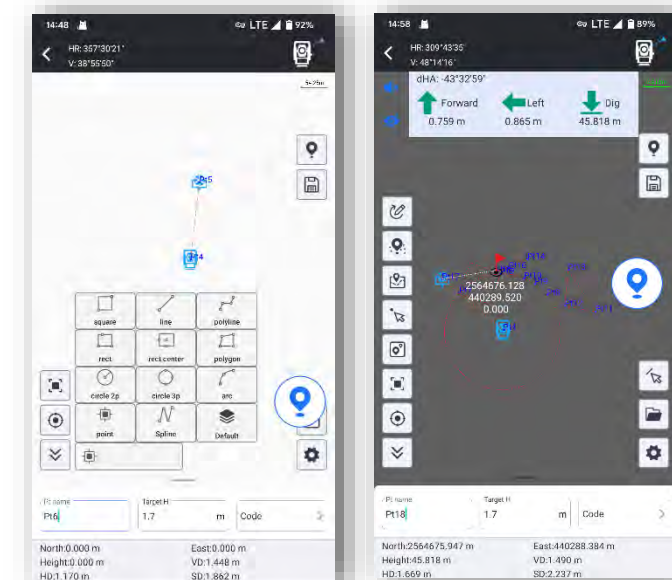 14:48
LTE
92%
HR: 357°30'21"
V: 38°55'50"
Pt5
Pt4
square
line
polyline
rect
rect center
polygon
circle 2p
circle 3p
arc
point
Spline
Default
Pt name
Pt6
Target H
1.7
m
Code
North:0.000 m
East:0.000 m
Height:0.000 m
VD:1.448 m
HD:1.170 m
SD:1.862 m
14:58
LTE
89%
HR: 309°43'35"
V: 48°14'16"
dHA: -43°32'59"
Forward
Left
Dig
0.759 m
0.865 m
45.818 m
2564676.128
440289.520
0.000
Pt name
Pt18
Target H
1.7
m
Code
North:2564675.947 m
East:440288.384 m
Height:45.818 m
VD:1.490 m
HD:1.669 m
SD:2.237 m